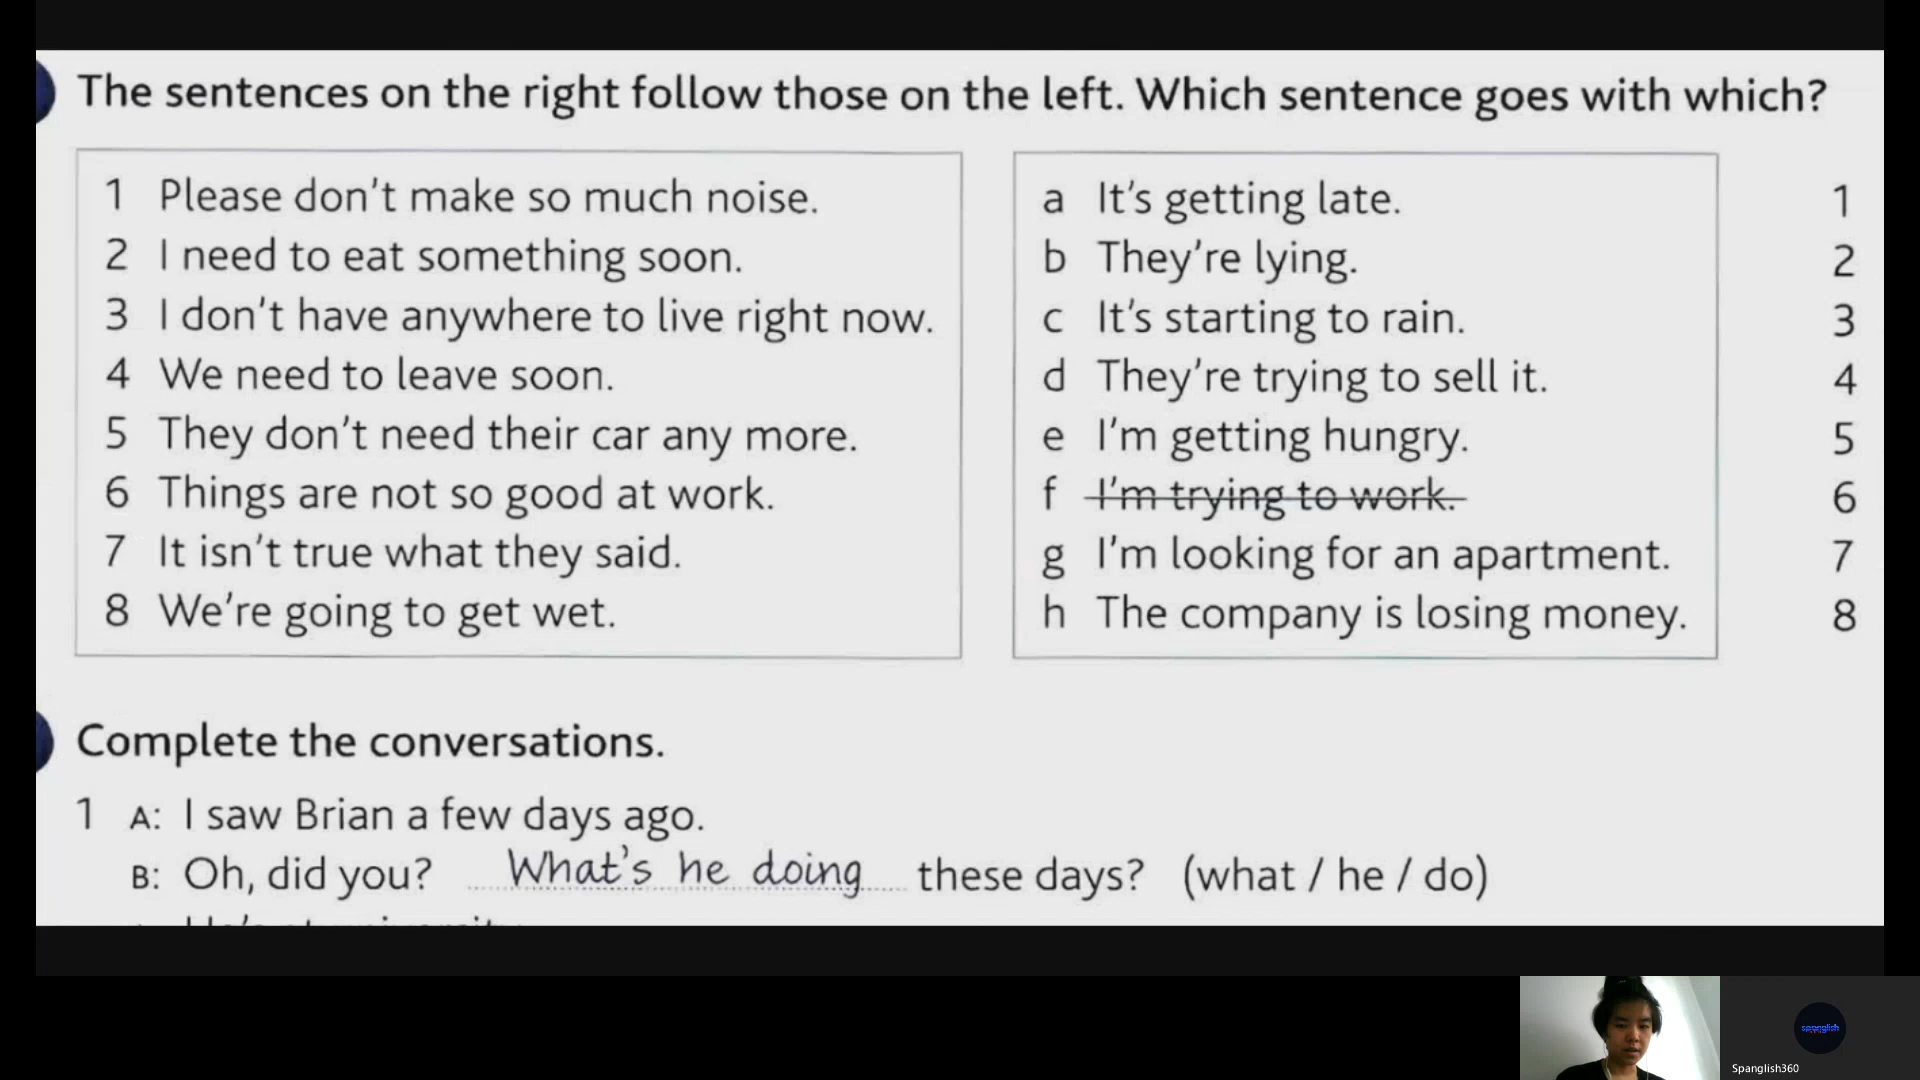 The sentences on the right follow those on the left. Which sentence goes with which?
1 Please don't make so much noise.
2 I need to eat something soon.
3 I don't have anywhere to live right now.
4 We need to leave soon.
5 They don't need their car any more.
6 Things are not so good at work.
7 It isn't true what they said.
8 We're going to get wet.
a It's getting late.
b They're lying.
c It's starting to rain.
d They're trying to sell it.
e I'm getting hungry.
f I'm trying to work.
g I'm looking for an apartment.
h The company is losing money.
1
2
3
4
5
6
7
8
Complete the conversations.
1 A: I saw Brian a few days ago.
B: Oh, did you? What's he doing these days? (what / he / do)
spanglish
Spanglish360